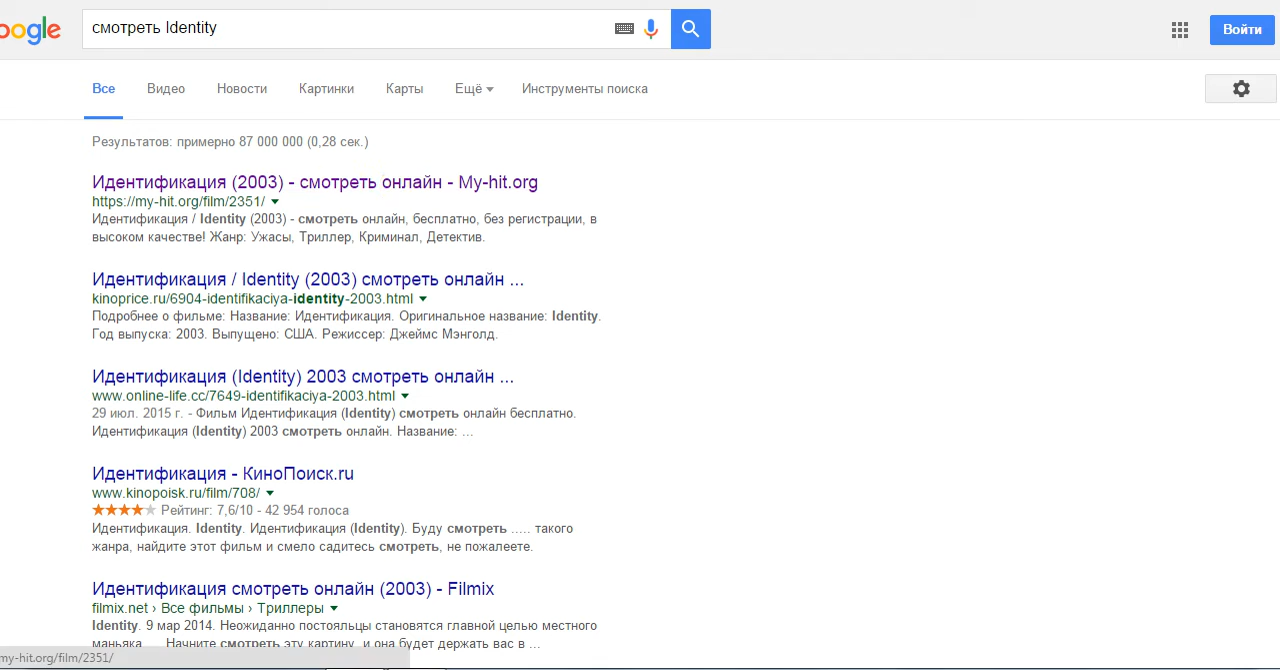 oogle
смотреть Identity
Войти
Все Видео Новости Картинки Карты Ещё Инструменты поиска
Результатов: примерно 87 000 000 (0,28 сек.)
Идентификация (2003) - смотреть онлайн - My-hit.org
https://my-hit.org/film/2351/
Идентификация / Identity (2003) - смотреть онлайн, бесплатно, без регистрации, в
высоком качестве! Жанр: Ужасы, Триллер, Криминал, Детектив.
Идентификация / Identity (2003) смотреть онлайн ...
kinoprice.ru/6904-identifikaciya-identity-2003.html
Подробнее о фильме: Название: Идентификация. Оригинальное название: Identity.
Год выпуска: 2003. Выпущено: США. Режиссер: Джеймс Мэнголд.
Идентификация (Identity) 2003 смотреть онлайн ...
www.online-life.cc/7649-identifikaciya-2003.html
29 июл. 2015 г. - Фильм Идентификация (Identity) смотреть онлайн бесплатно.
Идентификация (Identity) 2003 смотреть онлайн. Название: ...
Идентификация - КиноПоиск.ru
www.kinopoisk.ru/film/708/
Рейтинг: 7,6/10 - 42 954 голоса
Идентификация. Identity. Идентификация (Identity). Буду смотреть ..... такого
жанра, найдите этот фильм и смело садитесь смотреть, не пожалеете.
Идентификация смотреть онлайн (2003) - Filmix
filmix.net › Все фильмы › Триллеры
Identity. 9 мар 2014. Неожиданно постояльцы становятся главной целью местного
маньяка. ... Начните смотреть эту картину, и она будет держать вас в ...
my-hit.org/film/2351/